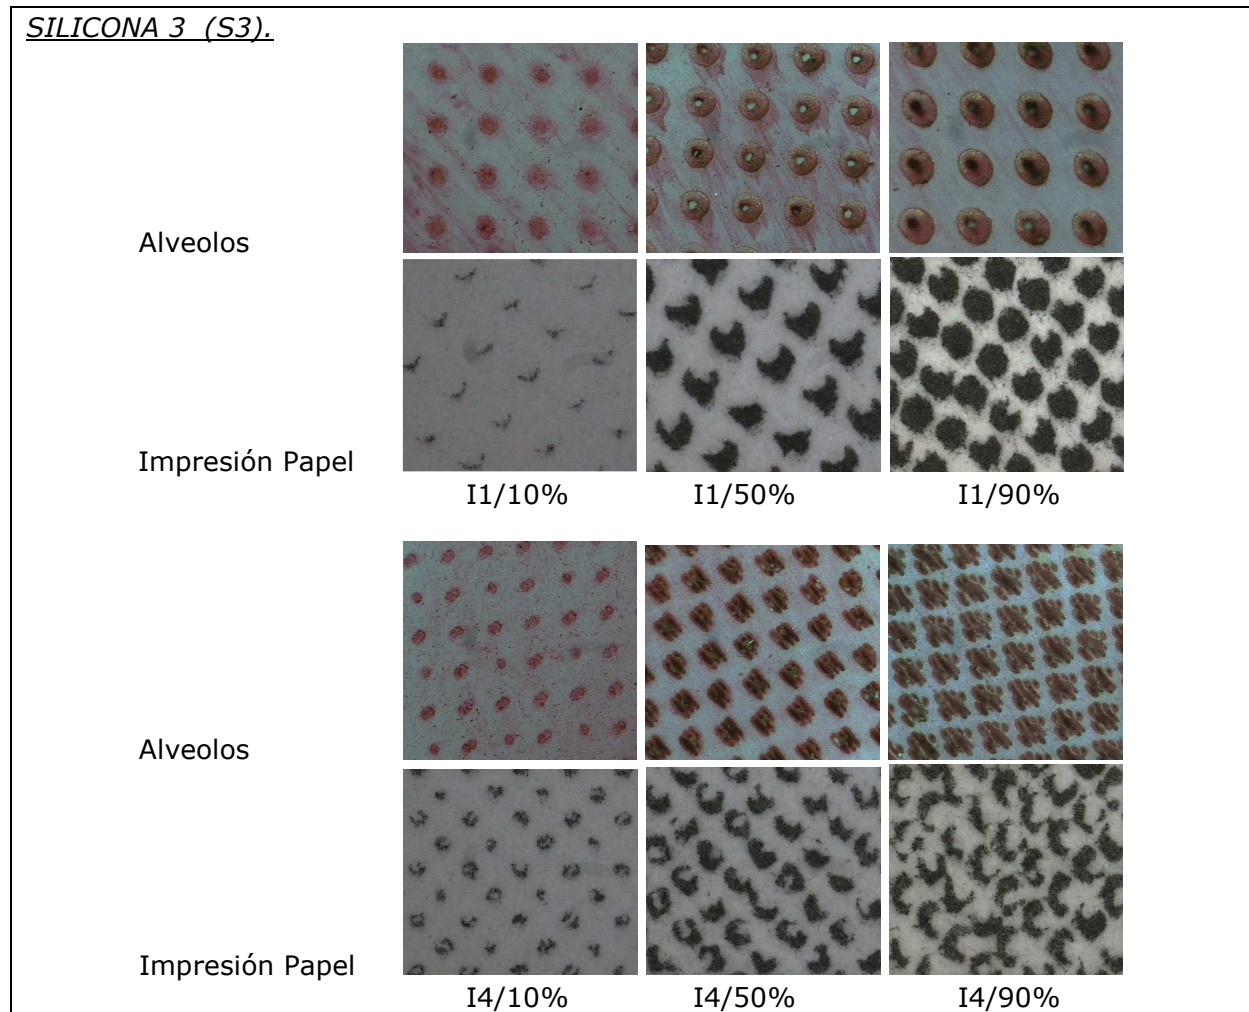 SILICONA 3 (S3).
Alveolos
Impresión Papel
I1/10% I1/50% I1/90%
Alveolos
Impresión Papel
I4/10% I4/50% I4/90%